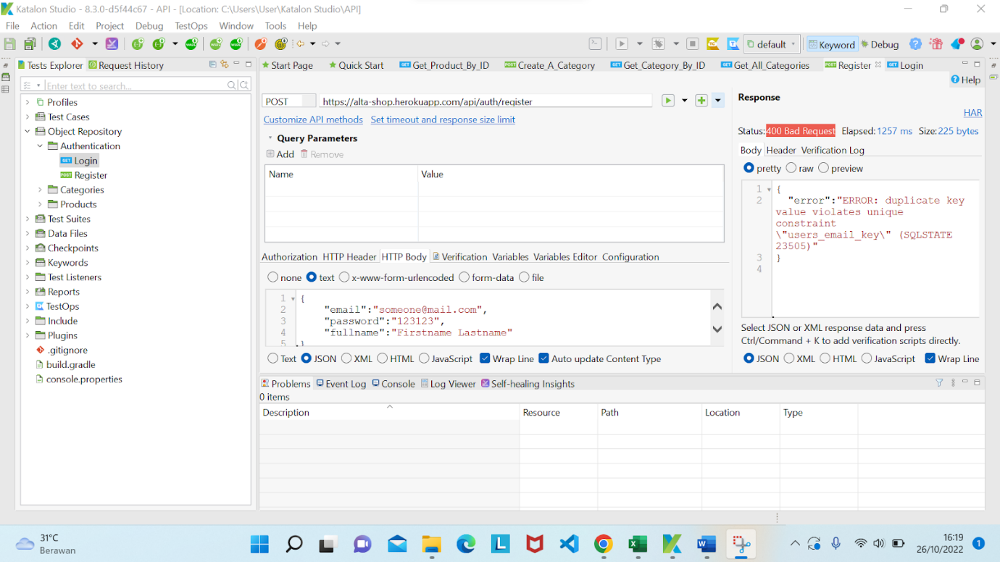 Katalon Studio - 8.3.0-d5f44c67 - API - [Location: C:\Users\User\Katalon Studio\API]
File Action Edit Project Debug TestOps Window Tools Help
default Keyword Debug
Tests Explorer Request History
Start Page Quick Start GET Get_Product_By_ID POST Create_A_Category GET Get_Category_By_ID GET Get_All_Categories POST Register GET Login
Help
Enter text to search...
Profiles
Test Cases
Object Repository
Authentication
GET Login
POST Register
Categories
Products
Test Suites
Data Files
Checkpoints
Keywords
Test Listeners
Reports
TestOps
Include
Plugins
.gitignore
build.gradle
console.properties
POST https://alta-shop.herokuapp.com/api/auth/register
Customize API methods Set timeout and response size limit
Query Parameters
Add Remove
Name Value
Authorization HTTP Header HTTP Body Verification Variables Variables Editor Configuration
none text x-www-form-urlencoded form-data file
1 {
2 "email":"someone@mail.com",
3 "password":"123123",
4 "fullname":"Firstname Lastname"
5 }
Text JSON XML HTML JavaScript Wrap Line Auto update Content Type
Response
HAR
Status: 400 Bad Request Elapsed: 1257 ms Size: 225 bytes
Body Header Verification Log
pretty raw preview
1 {
2 "error":"ERROR: duplicate key
value violates unique
constraint
\"users_email_key\" (SQLSTATE
23505)"
3 }
4
Select JSON or XML response data and press
Ctrl/Command + K to add verification scripts directly.
JSON XML HTML JavaScript Wrap Line
Problems Event Log Console Log Viewer Self-healing Insights
0 items
Description Resource Path Location Type
31°C
Berawan
16:19
26/10/2022
1